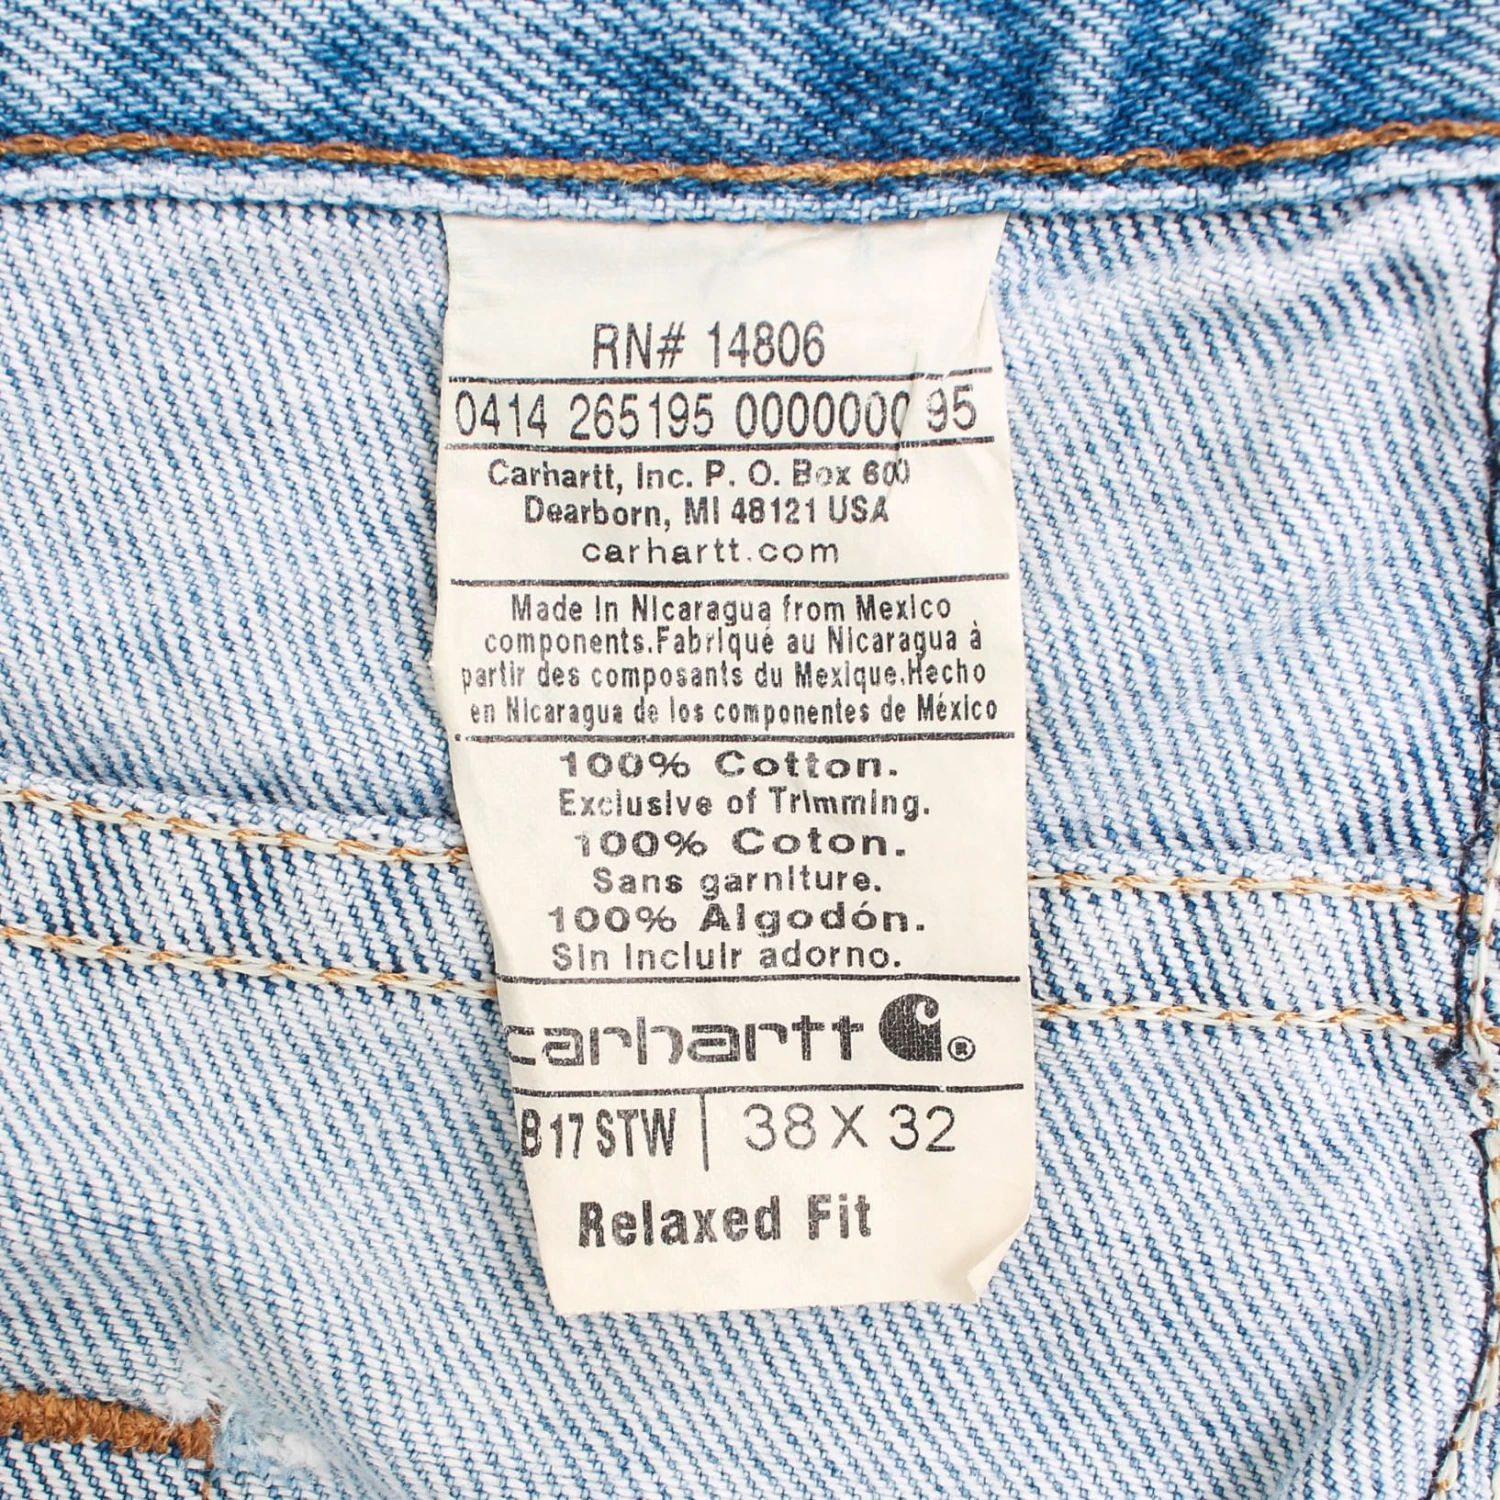 RN# 14806
0414 265195 0000000 95
Carhartt, Inc. P. O. Box 600
Dearborn, MI 48121 USA
carhartt.com
Made In Nicaragua from Mexico
components.Fabriqué au Nicaragua à
partir des composants du Mexique.Hecho
en Nicaragua de los componentes de México
100% Cotton.
Exclusive of Trimming.
100% Coton.
Sans garniture.
100% Algodón.
Sin Incluir adorno.
carhartt ®
B17 STW | 38 X 32
Relaxed Fit